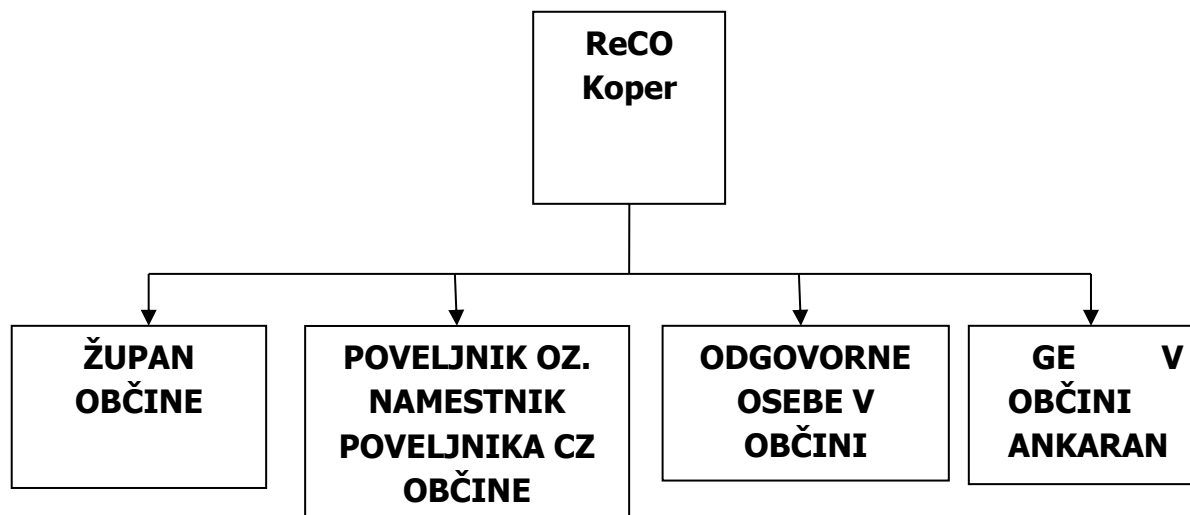 ReCO
Koper
ŽUPAN
OBČINE
POVELJNIK OZ.
NAMESTNIK
POVELJNIKA CZ
OBČINE
ODGOVORNE
OSEBE V
OBČINI
GE V
OBČINI
ANKARAN